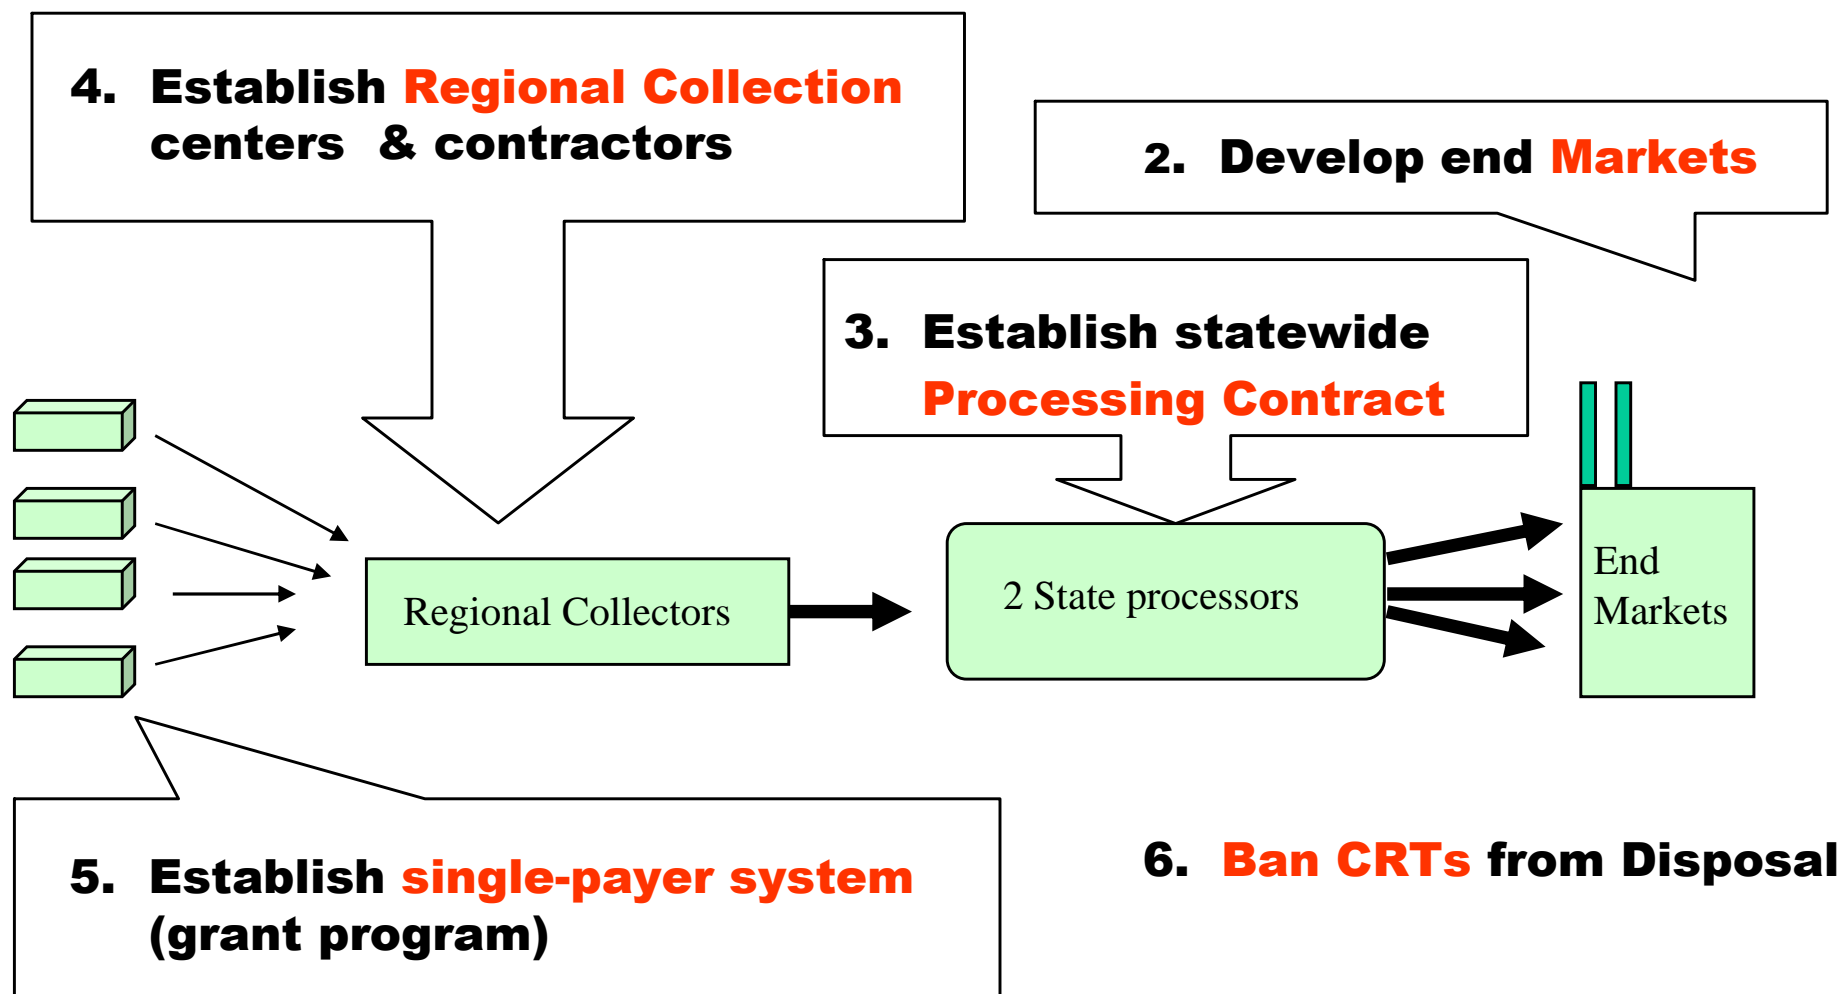 4. Establish Regional Collection
centers & contractors
2. Develop end Markets
3. Establish statewide
Processing Contract
Regional Collectors
2 State processors
End
Markets
5. Establish single-payer system
(grant program)
6. Ban CRTs from Disposal